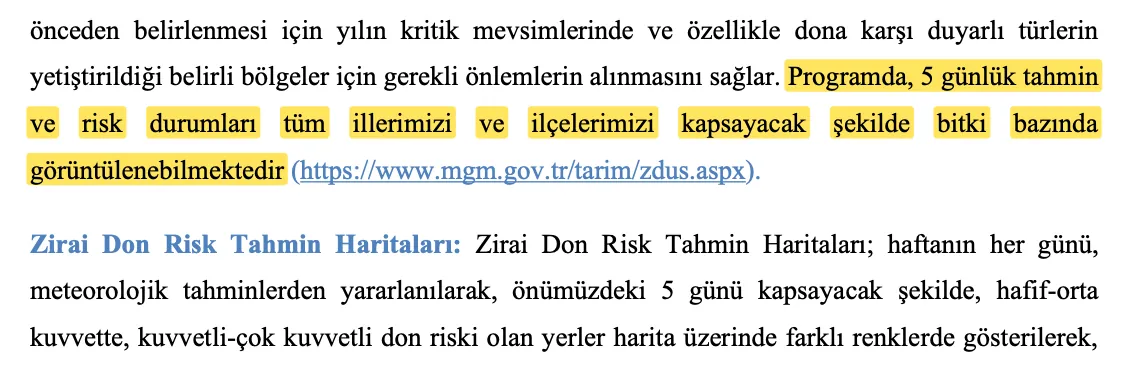 önceden belirlenmesi için yılın kritik mevsimlerinde ve özellikle dona karşı duyarlı türlerin
yetiştirildiği belirli bölgeler için gerekli önlemlerin alınmasını sağlar. Programda, 5 günlük tahmin
ve risk durumları tüm illerimizi ve ilçelerimizi kapsayacak şekilde bitki bazında
görüntülenebilmektedir (https://www.mgm.gov.tr/tarim/zdus.aspx).
Zirai Don Risk Tahmin Haritaları: Zirai Don Risk Tahmin Haritaları; haftanın her günü,
meteorolojik tahminlerden yararlanılarak, önümüzdeki 5 günü kapsayacak şekilde, hafif-orta
kuvvette, kuvvetli-çok kuvvetli don riski olan yerler harita üzerinde farklı renklerde gösterilerek,